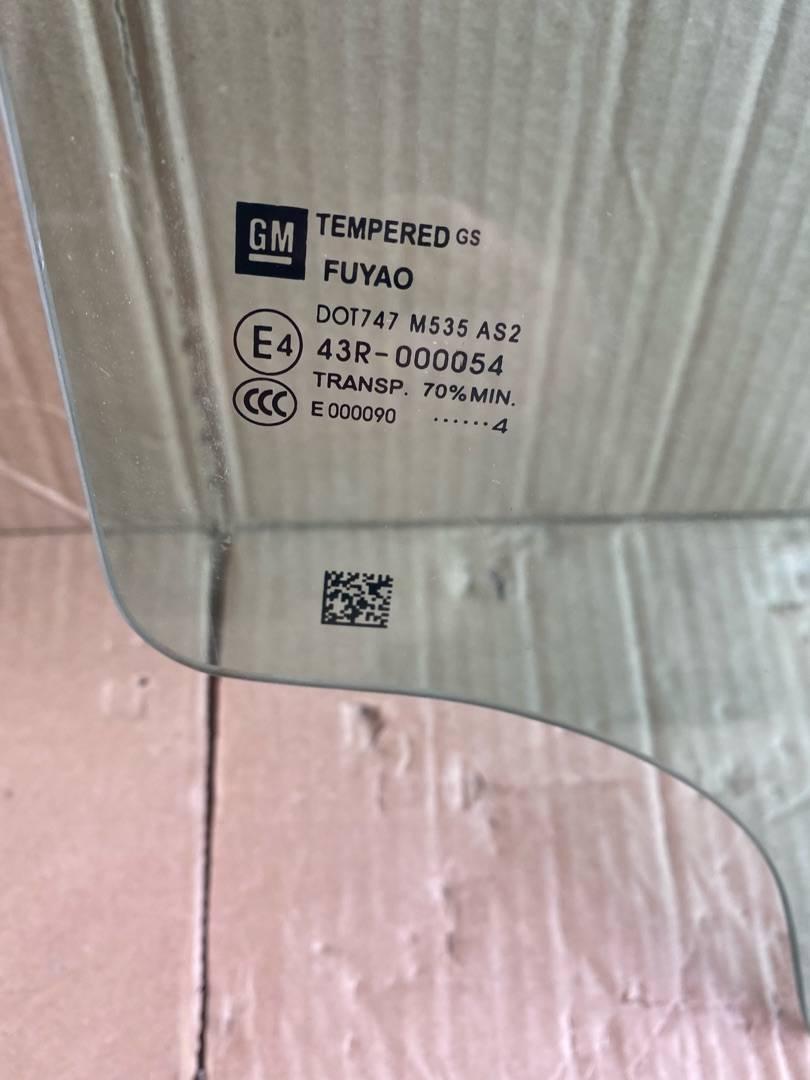 GM TEMPERED GS
FUYAO
DOT747 M535 AS2
E4 43R-000054
TRANSP. 70% MIN.
CCC E000090 ······4